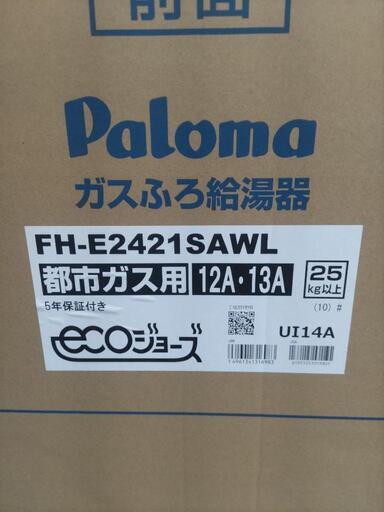 前面
Paloma
ガスふろ給湯器
FH-E2421SAWL
都市ガス用 12A・13A 25kg以上
5年保証付き
(10) #
ecoジョーズ
UI14A